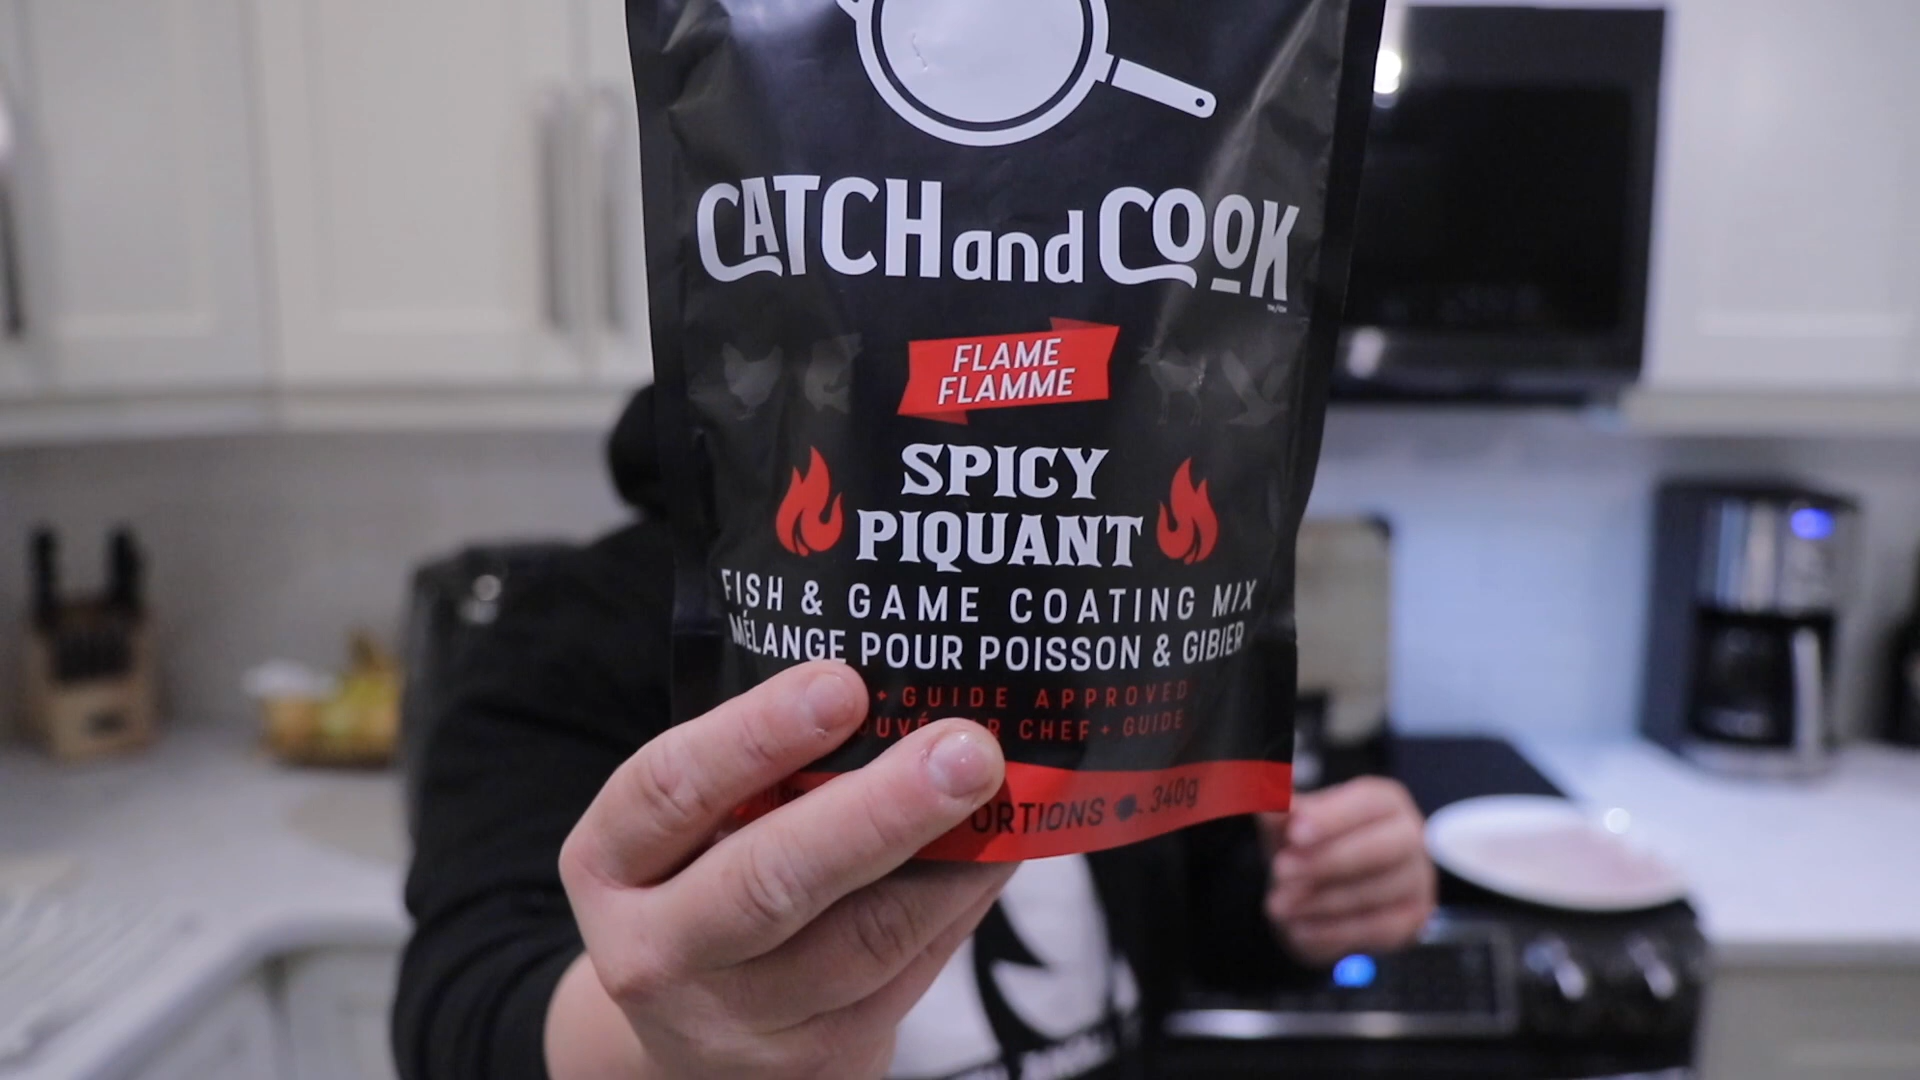 CATCH and COOK
FLAME
FLAMME
SPICY
PIQUANT
FISH & GAME COATING MIX
MÉLANGE POUR POISSON & GIBIER
+ GUIDE APPROVED
CHEF + GUIDE
340g